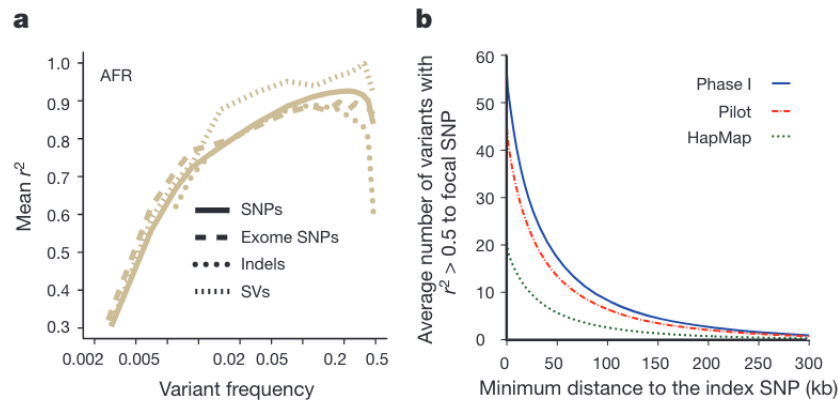 a
AFR
Mean r²
1.0
0.9
0.8
0.7
0.6
0.5
0.4
0.3
SNPs
Exome SNPs
Indels
SVs
0.002 0.005 0.02 0.05 0.2 0.5
Variant frequency
b
Average number of variants with
r² > 0.5 to focal SNP
60
50
40
30
20
10
0
Phase I
Pilot
HapMap
0 50 100 150 200 250 300
Minimum distance to the index SNP (kb)